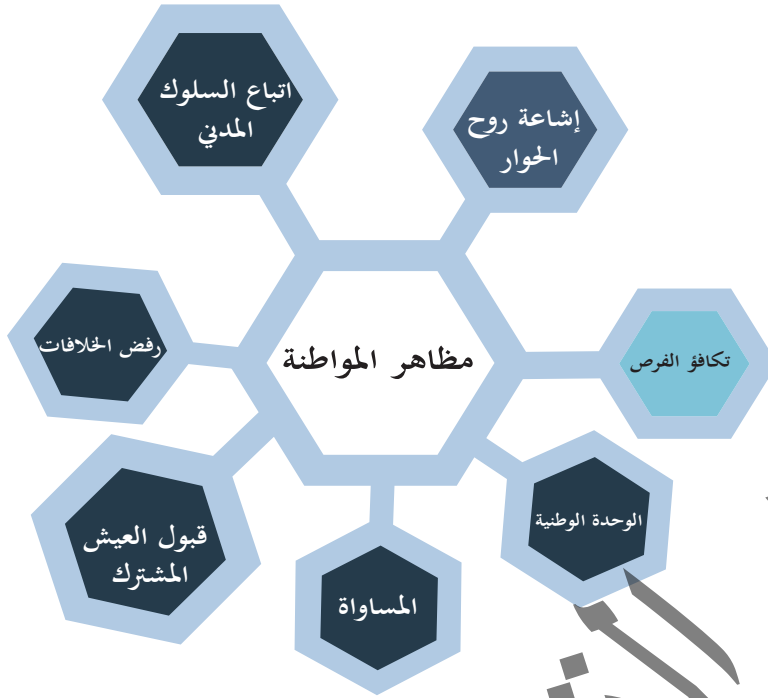 مظاهر المواطنة
إشاعة روح
الحوار
تكافؤ الفرص
الوحدة الوطنية
المساواة
قبول العيش
المشترك
رفض الخلافات
اتباع السلوك
المدني